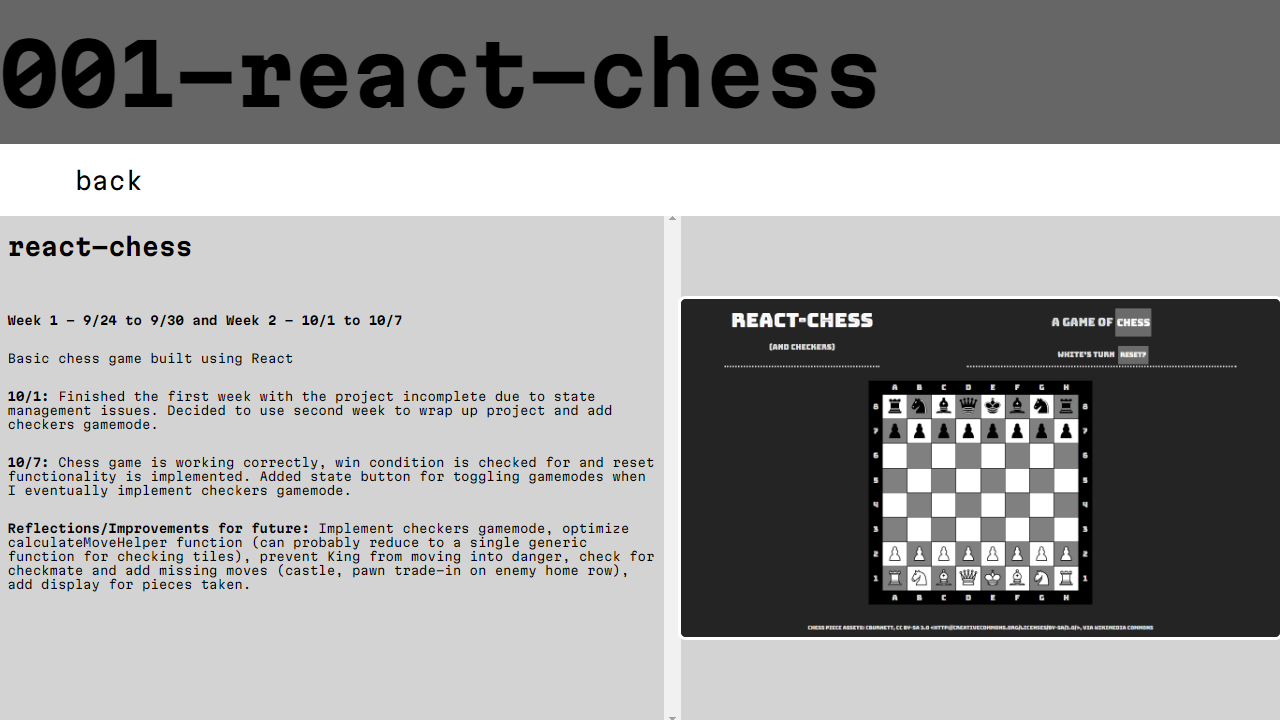 001-react-chess
back
react-chess
Week 1 - 9/24 to 9/30 and Week 2 - 10/1 to 10/7
Basic chess game built using React
10/1: Finished the first week with the project incomplete due to state
management issues. Decided to use second week to wrap up project and add
checkers gamemode.
10/7: Chess game is working correctly, win condition is checked for and reset
functionality is implemented. Added state button for toggling gamemodes when
I eventually implement checkers gamemode.
Reflections/Improvements for future: Implement checkers gamemode, optimize
calculateMoveHelper function (can probably reduce to a single generic
function for checking tiles), prevent King from moving into danger, check for
checkmate and add missing moves (castle, pawn trade-in on enemy home row),
add display for pieces taken.
REACT-CHESS
(AND CHECKERS)
A GAME OF CHESS
WHITE'S TURN RESET?
A B C D E F G H
8 8
7 7
6 6
5 5
4 4
3 3
2 2
1 1
A B C D E F G H
CHESS PIECE ASSETS: CBURNETT, CC BY-SA 3.0 <HTTP://CREATIVECOMMONS.ORG/LICENSES/BY-SA/3.0/>, VIA WIKIMEDIA COMMONS